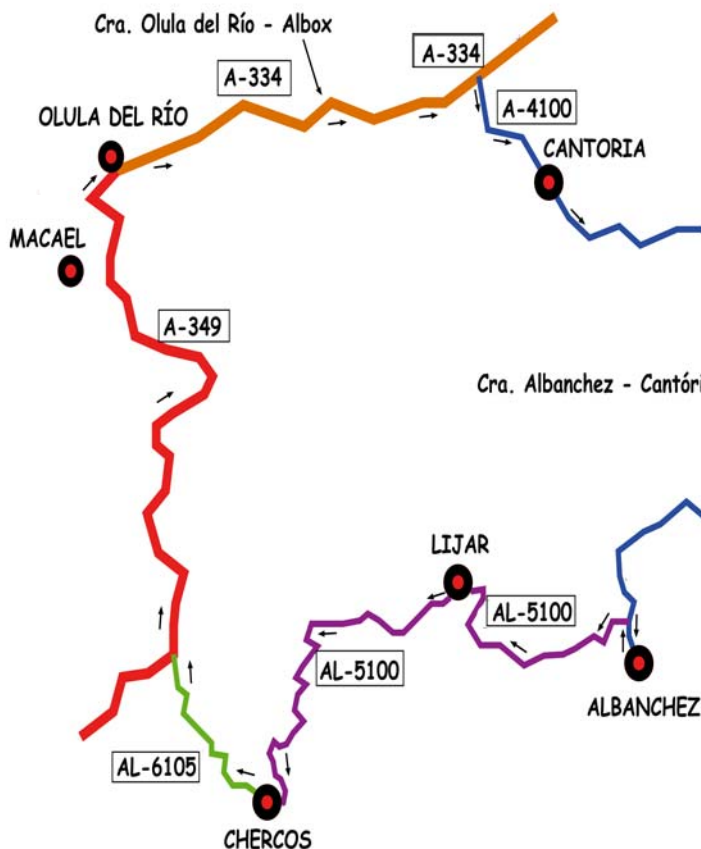 Cra. Olula del Río - Albox
A-334
A-334
OLULA DEL RÍO
A-4100
CANTORIA
MACAEL
A-349
Cra. Albanchez - Cantóri
LIJAR
AL-5100
AL-5100
ALBANCHEZ
AL-6105
CHERCOS